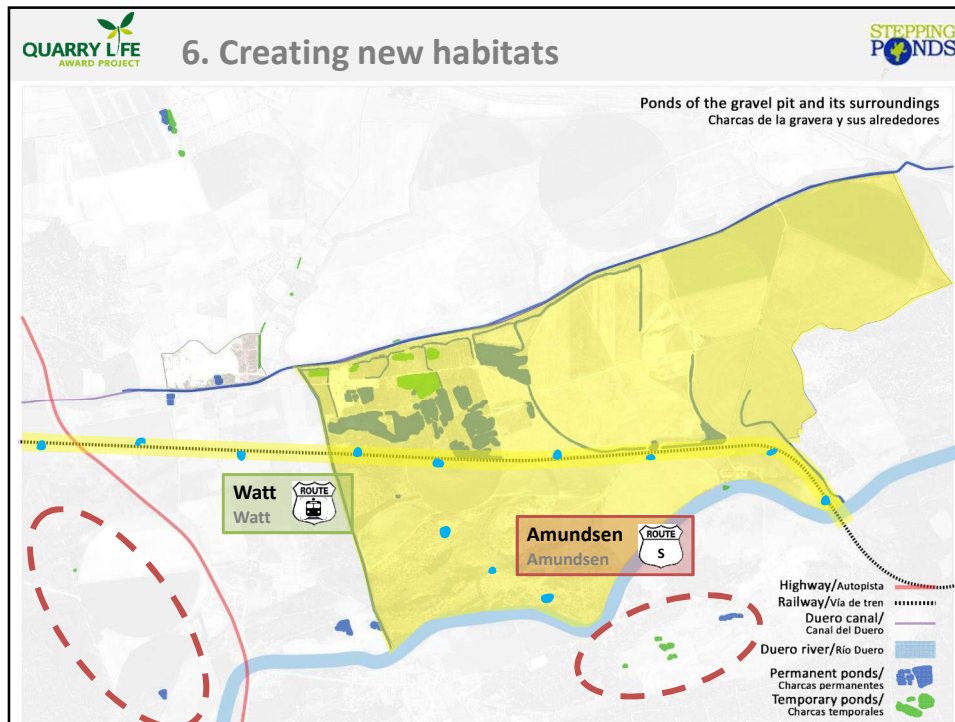 QUARRY LIFE
AWARD PROJECT
6. Creating new habitats
STEPPING
PONDS
Ponds of the gravel pit and its surroundings
Charcas de la gravera y sus alrededores
Watt
Watt
ROUTE
Amundsen
Amundsen
ROUTE
S
Highway/Autopista
Railway/Vía de tren
Duero canal/
Canal del Duero
Duero river/Río Duero
Permanent ponds/
Charcas permanentes
Temporary ponds/
Charcas temporales